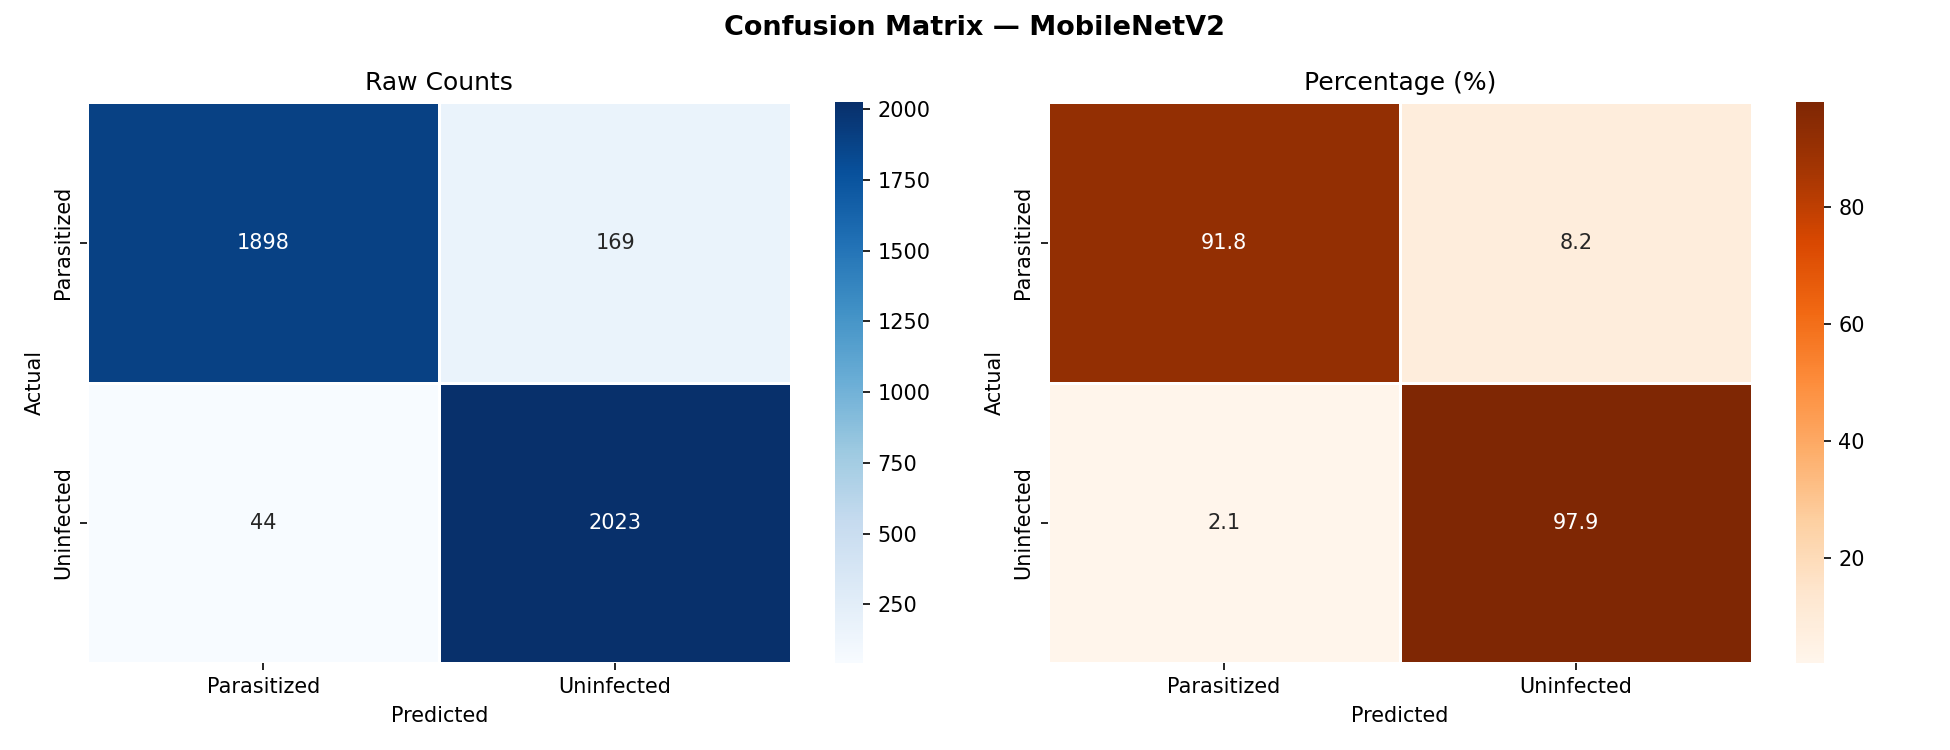 Confusion Matrix — MobileNetV2
Raw Counts
Actual
Parasitized
Uninfected
1898
169
44
2023
Parasitized
Uninfected
Predicted
2000
1750
1500
1250
1000
750
500
250
Percentage (%)
Actual
Parasitized
Uninfected
91.8
8.2
2.1
97.9
Parasitized
Uninfected
Predicted
80
60
40
20